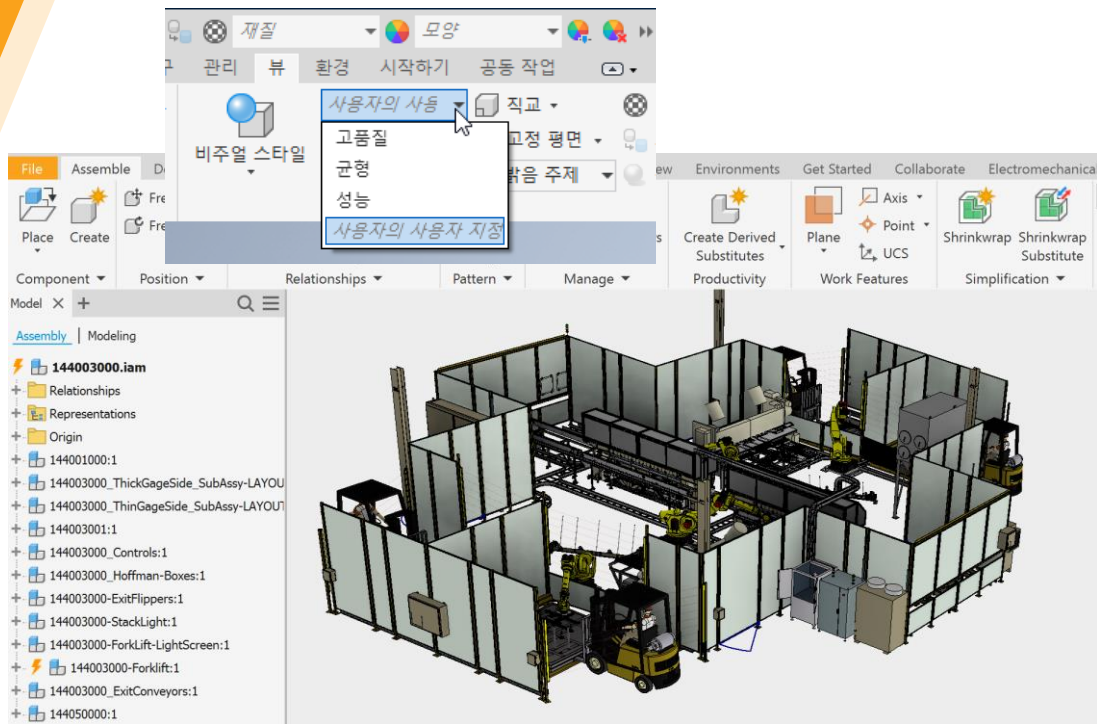 재질 모양
관리 뷰 환경 시작하기 공동 작업
사용자의 사용 직교
비주얼 스타일
고품질
고정 평면
균형
밝음 주제
성능
사용자의 사용자 지정
File Assemble Environments Get Started Collaborate Electromechanica
Place Create
Fre
Fre
Create Derived
Substitutes
Plane
Axis
Point
UCS
Shrinkwrap
Shrinkwrap
Substitute
Component Position Relationships Pattern Manage Productivity Work Features Simplification
Model
Assembly | Modeling
144003000.iam
Relationships
Representations
Origin
144001000:1
144003000_ThickGageSide_SubAssy-LAYOU
144003000_ThinGageSide_SubAssy-LAYOUT
144003001:1
144003000_Controls:1
144003000_Hoffman-Boxes:1
144003000-ExitFlippers:1
144003000-StackLight:1
144003000-ForkLift-LightScreen:1
144003000-Forklift:1
144003000_ExitConveyors:1
144050000:1